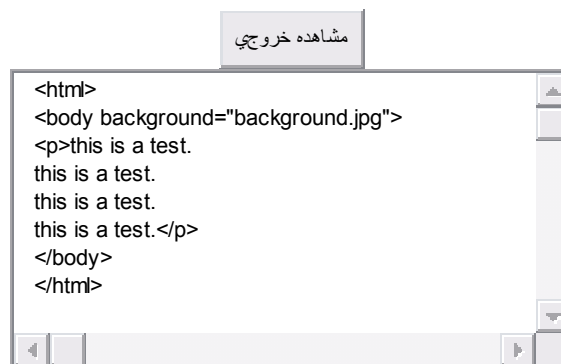 مشاهده خروجي
<html>
<body background="background.jpg">
<p>this is a test.
this is a test.
this is a test.
this is a test.</p>
</body>
</html>